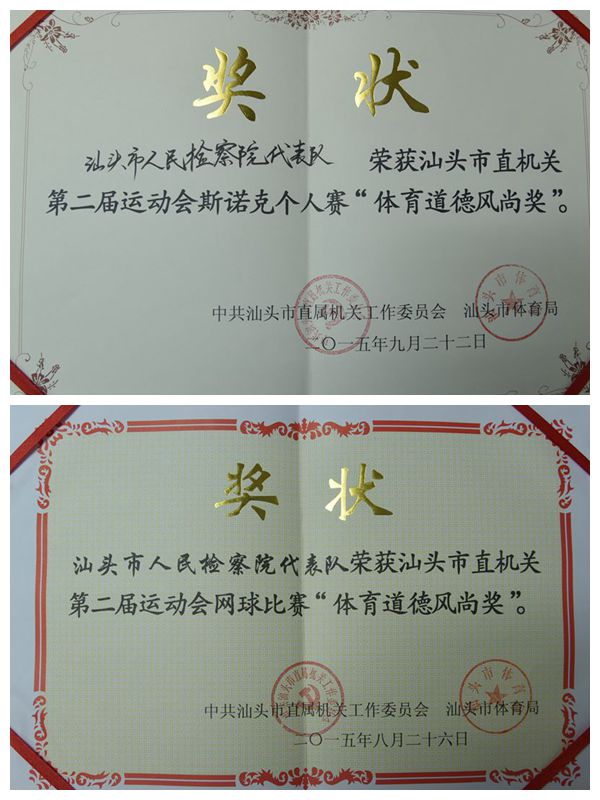 奖 状
汕头市人民检察院代表队 荣获汕头市直机关
第二届运动会斯诺克个人赛“体育道德风尚奖”。
中共汕头市直属机关工作委员会 汕头市体育局
二〇一五年九月二十二日
奖 状
汕头市人民检察院代表队荣获汕头市直机关
第二届运动会网球比赛“体育道德风尚奖”。
中共汕头市直属机关工作委员会 汕头市体育局
二〇一五年八月二十六日